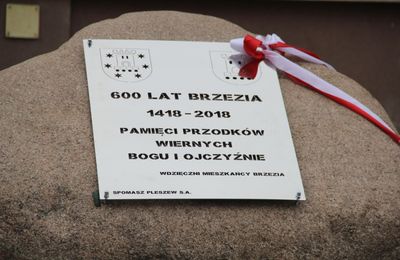 600 LAT BRZEZIA
1418-2018
PAMIĘCI PRZODKÓW
WIERNYCH
BOGU I OJCZYŹNIE
WDZIĘCZNI MIESZKAŃCY BRZEZIA
SPOMASZ PLESZEW S.A.